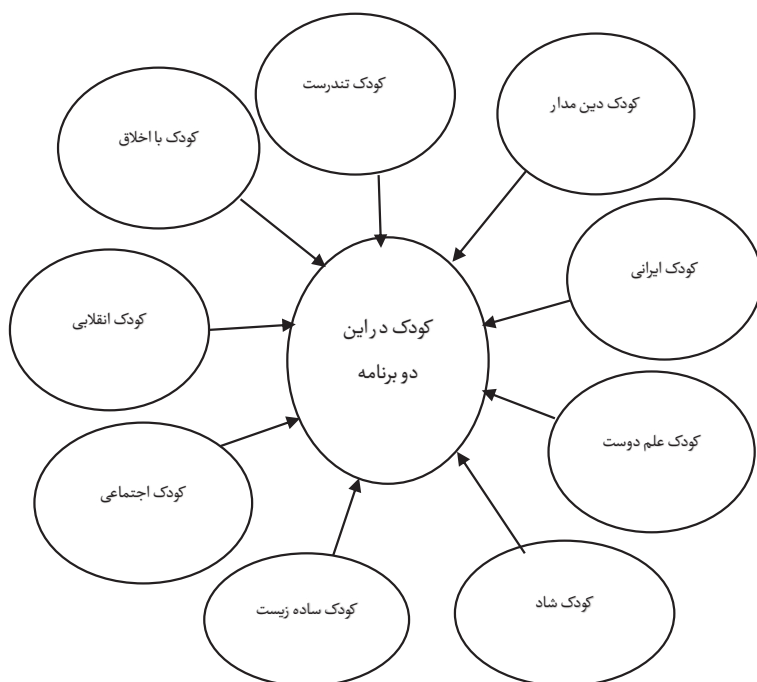 کودک تندرست
کودک دین مدار
کودک با اخلاق
کودک ایرانی
کودک انقلابی
کودک در این
دو برنامه
کودک علم دوست
کودک اجتماعی
کودک شاد
کودک ساده زیست